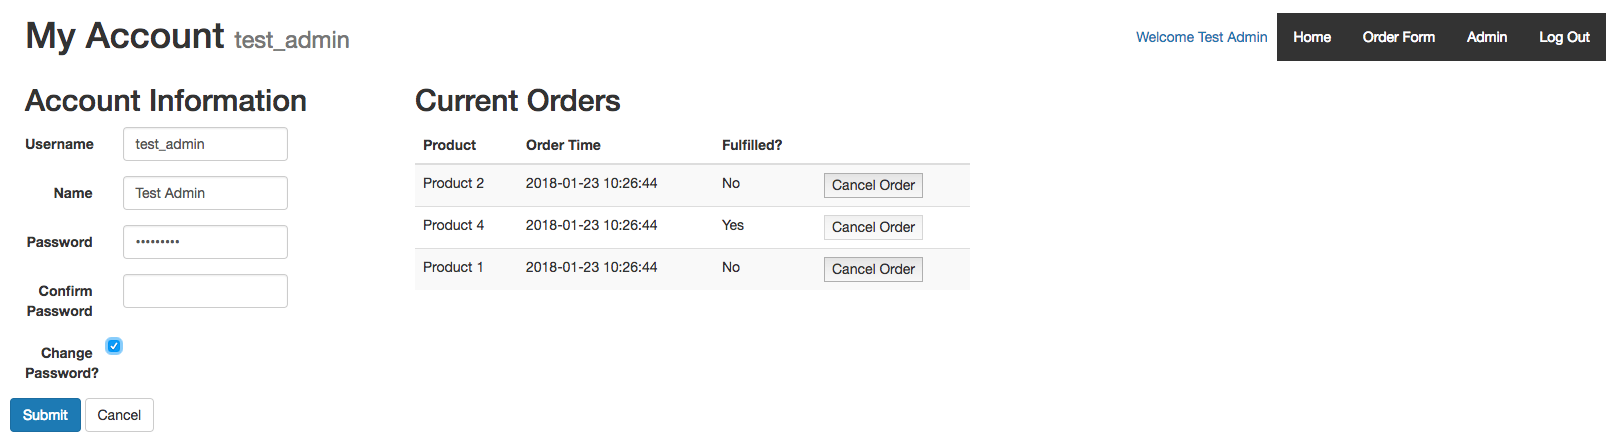 My Account test_admin
Welcome Test Admin Home Order Form Admin Log Out
Account Information
Username test_admin
Name Test Admin
Password •••••••••
Confirm
Password
Change
Password?
Submit Cancel
Current Orders
Product Order Time Fulfilled?
Product 2 2018-01-23 10:26:44 No Cancel Order
Product 4 2018-01-23 10:26:44 Yes Cancel Order
Product 1 2018-01-23 10:26:44 No Cancel Order